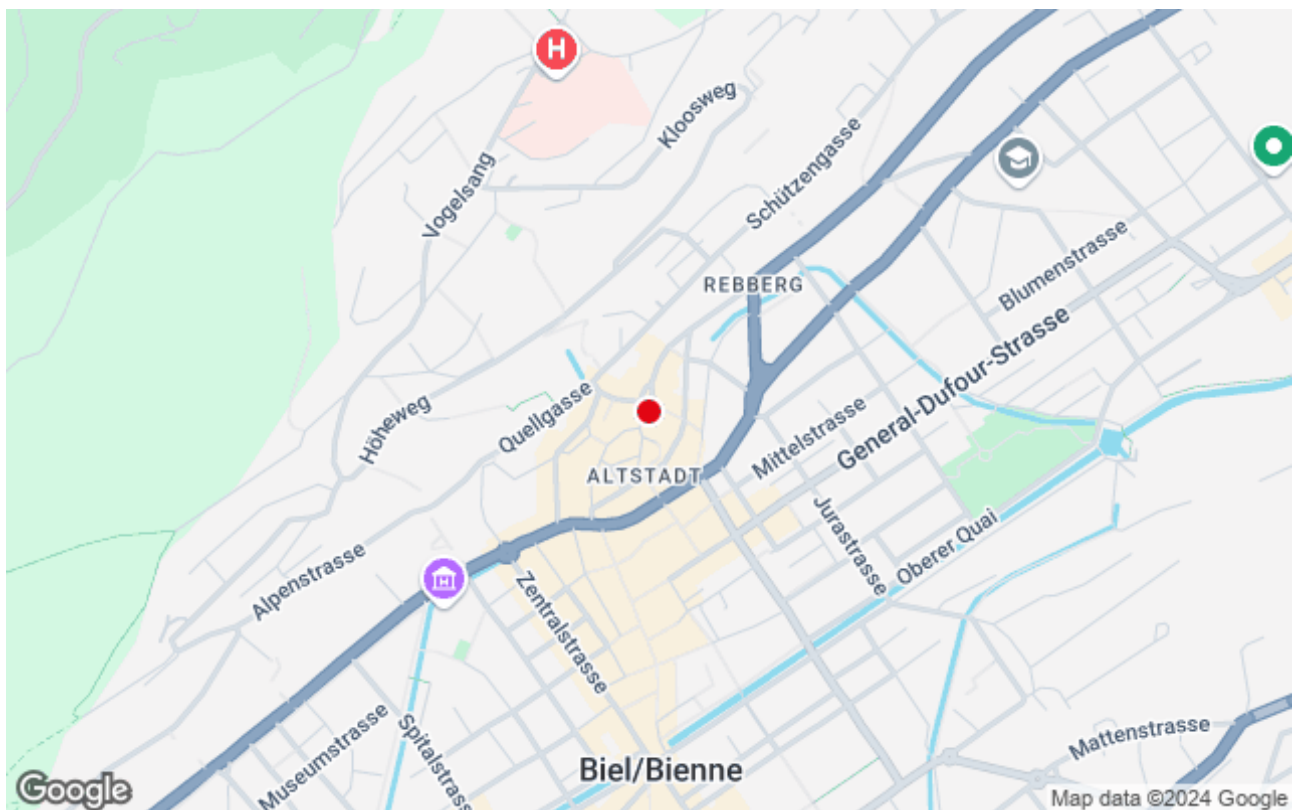 H
Kloosweg
Vogelsang
Schützengasse
REBBERG
Blumenstrasse
General-Dufour-Strasse
Höheweg
Quellgasse
Mittelstrasse
ALTSTADT
Jurastrasse
Oberer Quai
Alpenstrasse
Zentralstrasse
Museumstrasse
Spitalstrasse
Mattenstrasse
Biel/Bienne
Google
Map data ©2024 Google